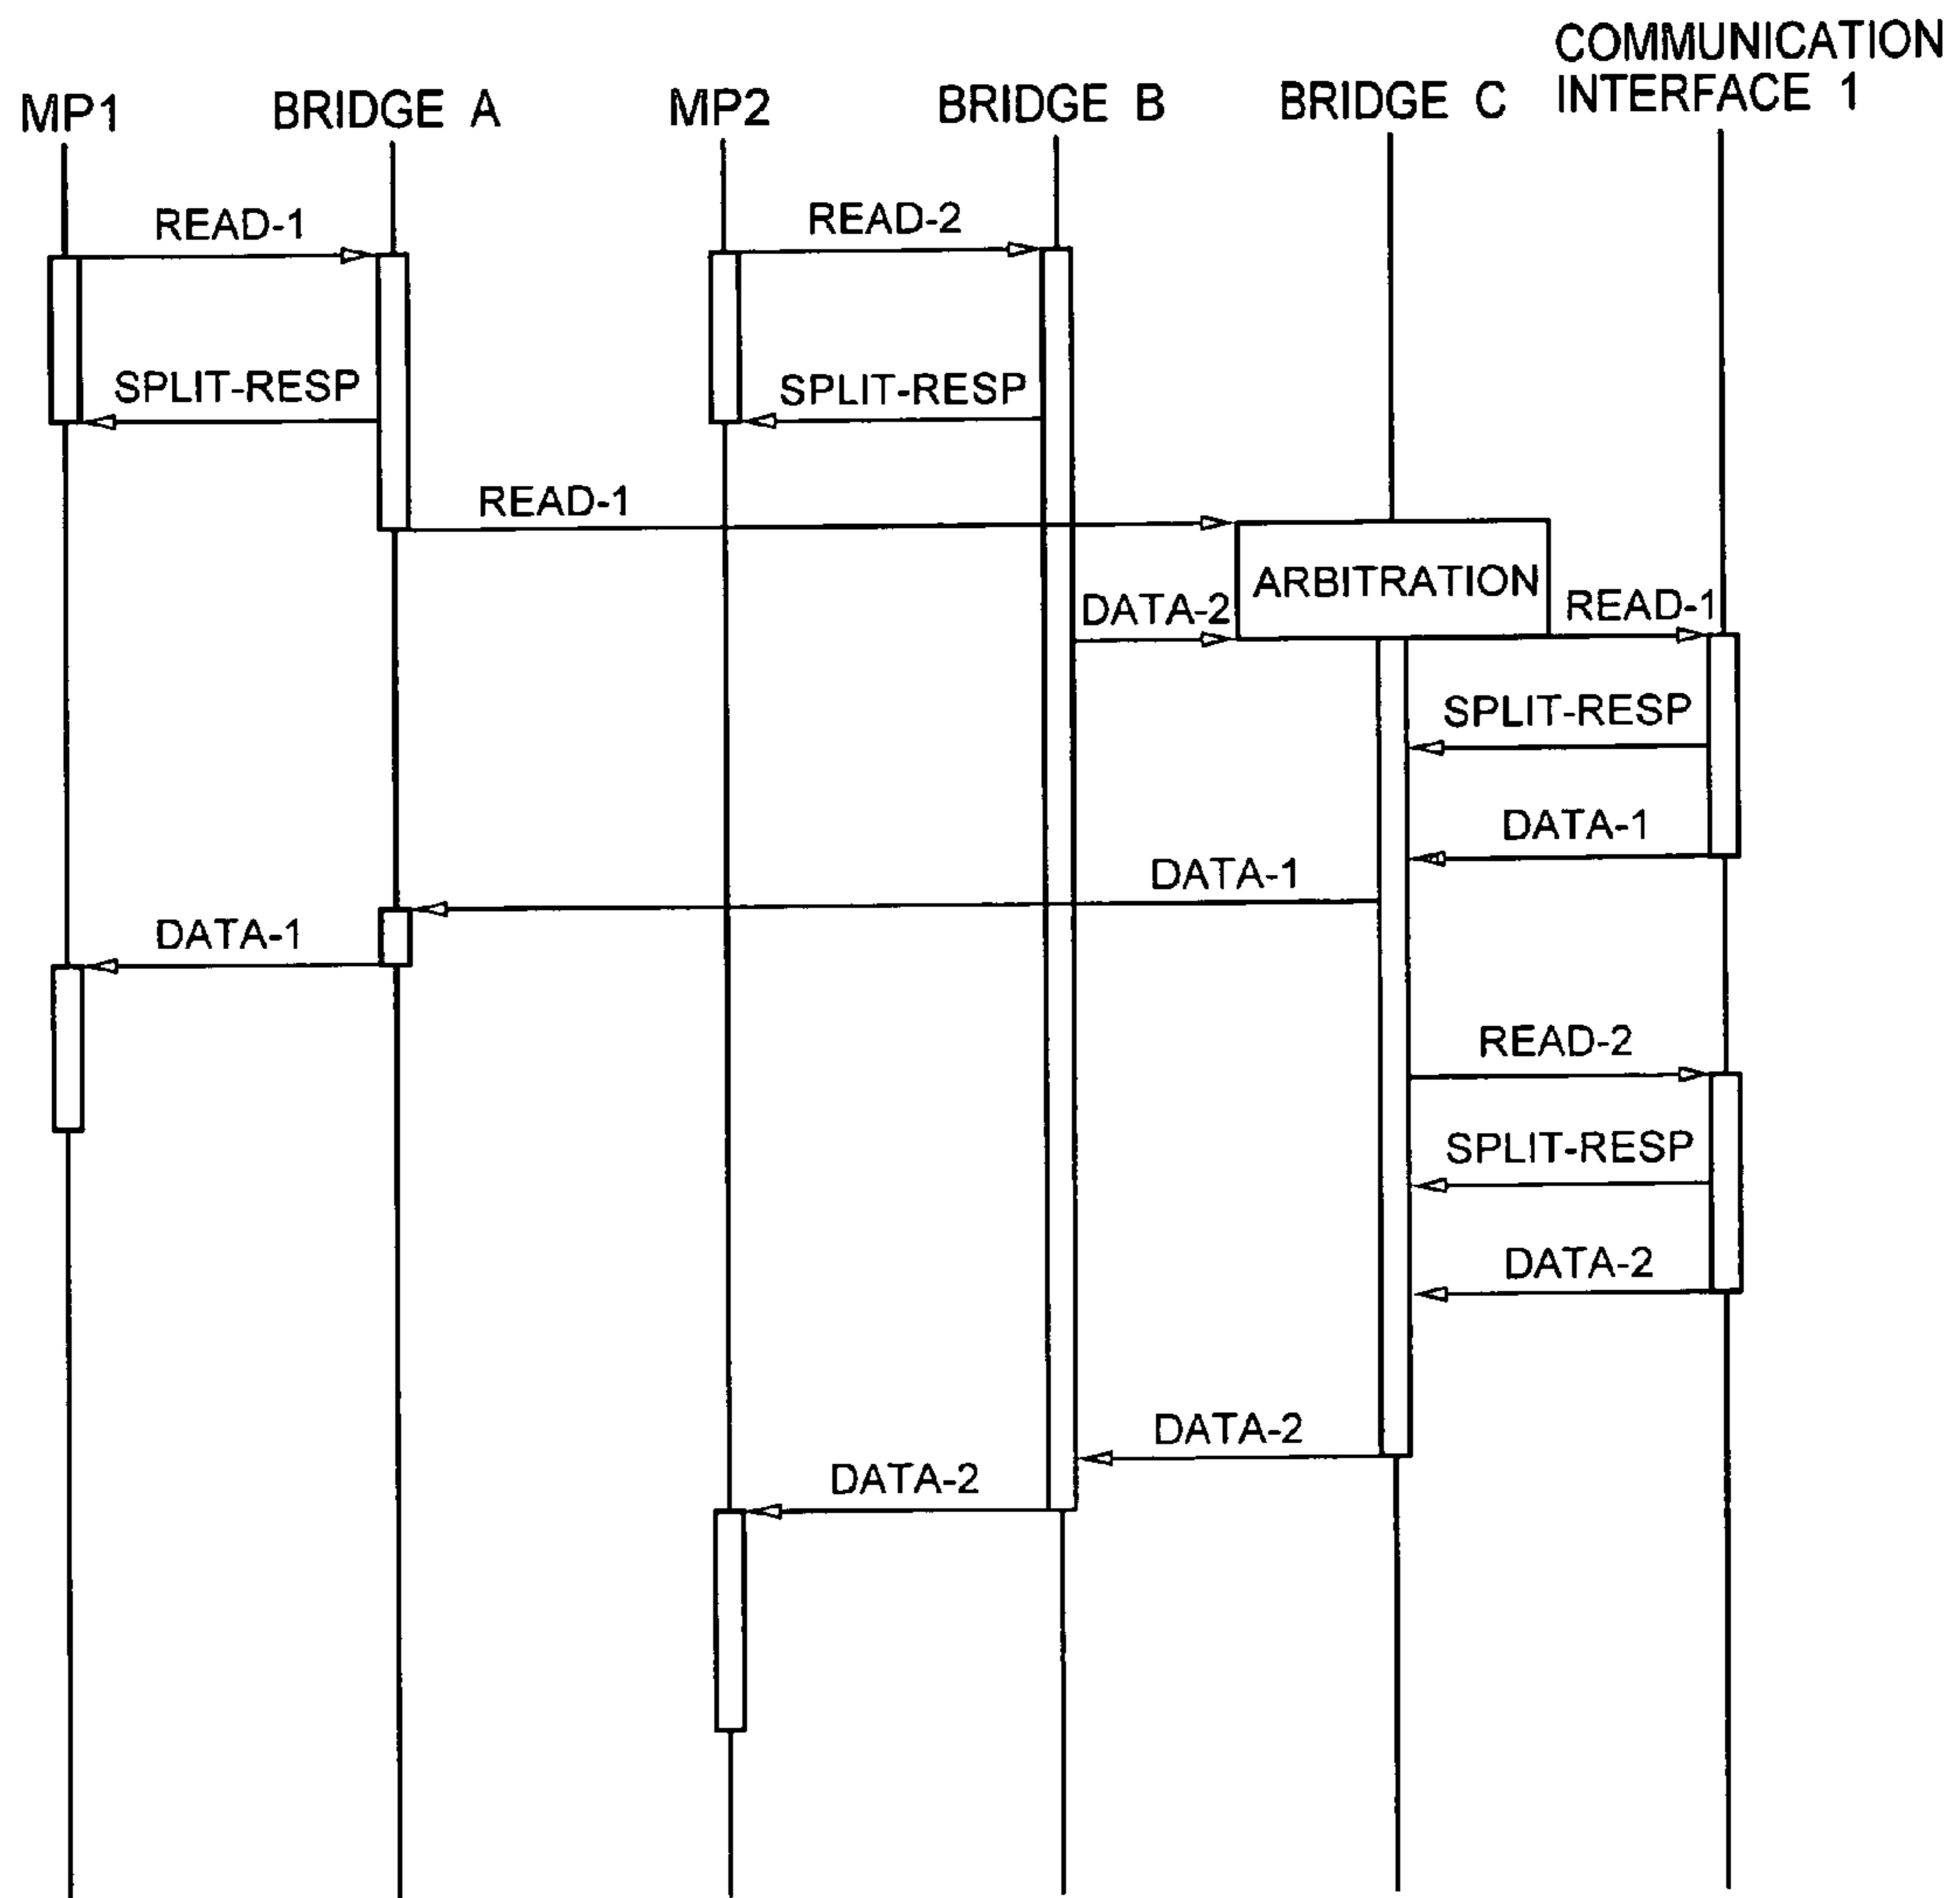 COMMUNICATION
INTERFACE 1
MP1
BRIDGE A
MP2
BRIDGE B
BRIDGE C
READ-1
READ-2
SPLIT-RESP
SPLIT-RESP
READ-1
ARBITRATION
DATA-2
READ-1
SPLIT-RESP
DATA-1
DATA-1
DATA-1
READ-2
SPLIT-RESP
DATA-2
DATA-2
DATA-2